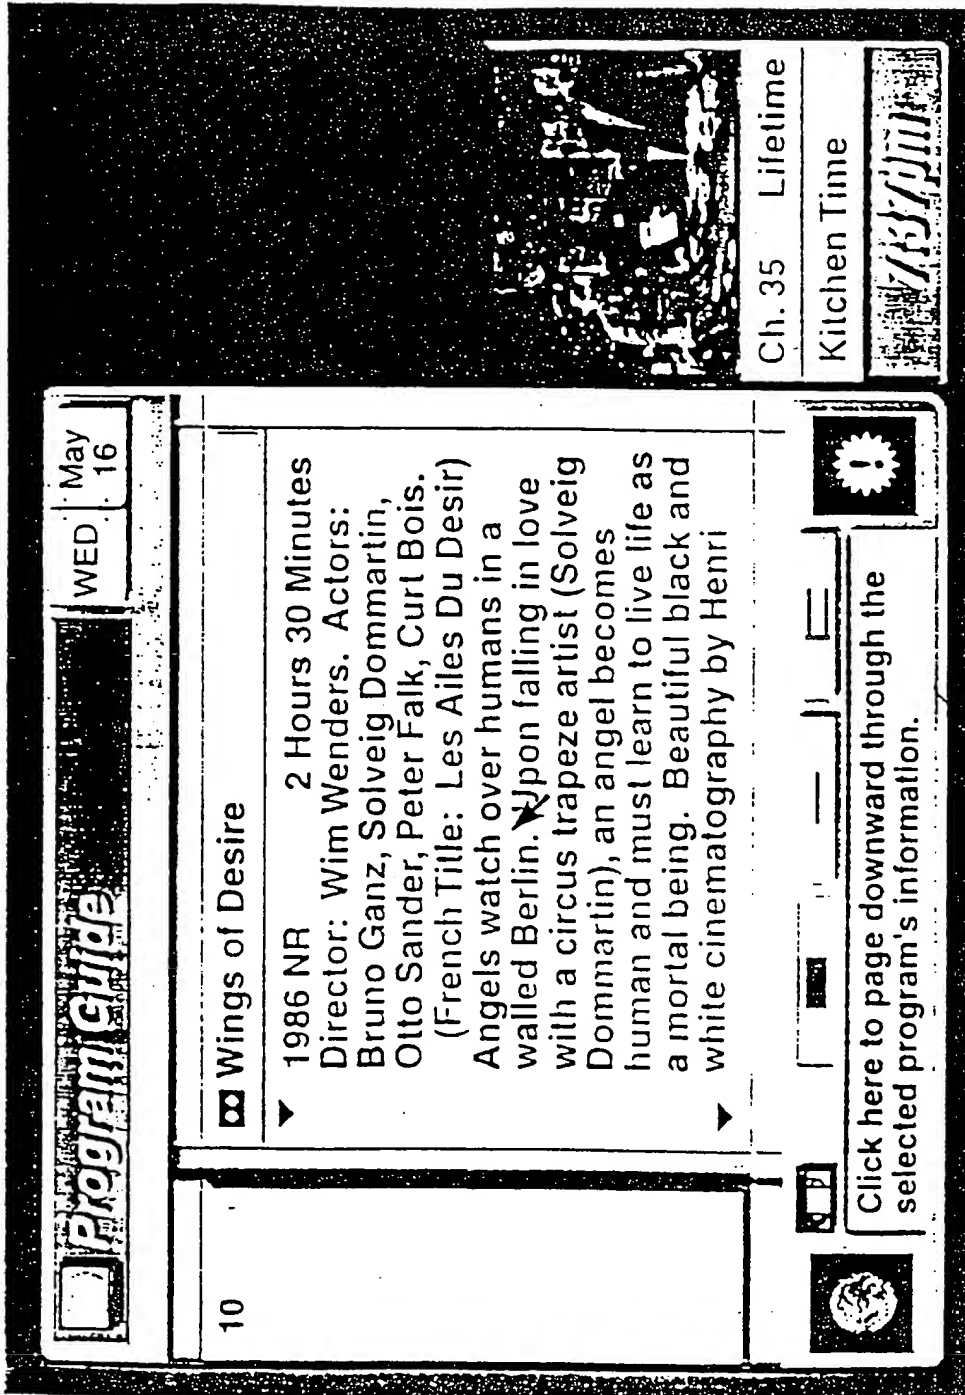 Program Guide
WED
May
16
10
Wings of Desire
1986 NR 2 Hours 30 Minutes
Director: Wim Wenders. Actors:
Bruno Ganz, Solveig Dommartin,
Otto Sander, Peter Falk, Curt Bois.
(French Title: Les Ailes Du Desir)
Angels watch over humans in a
walled Berlin. Upon falling in love
with a circus trapeze artist (Solveig
Dommartin), an angel becomes
human and must learn to live life as
a mortal being. Beautiful black and
white cinematography by Henri
!
Click here to page downward through the
selected program's information.
Ch. 35 Lifetime
Kitchen Time